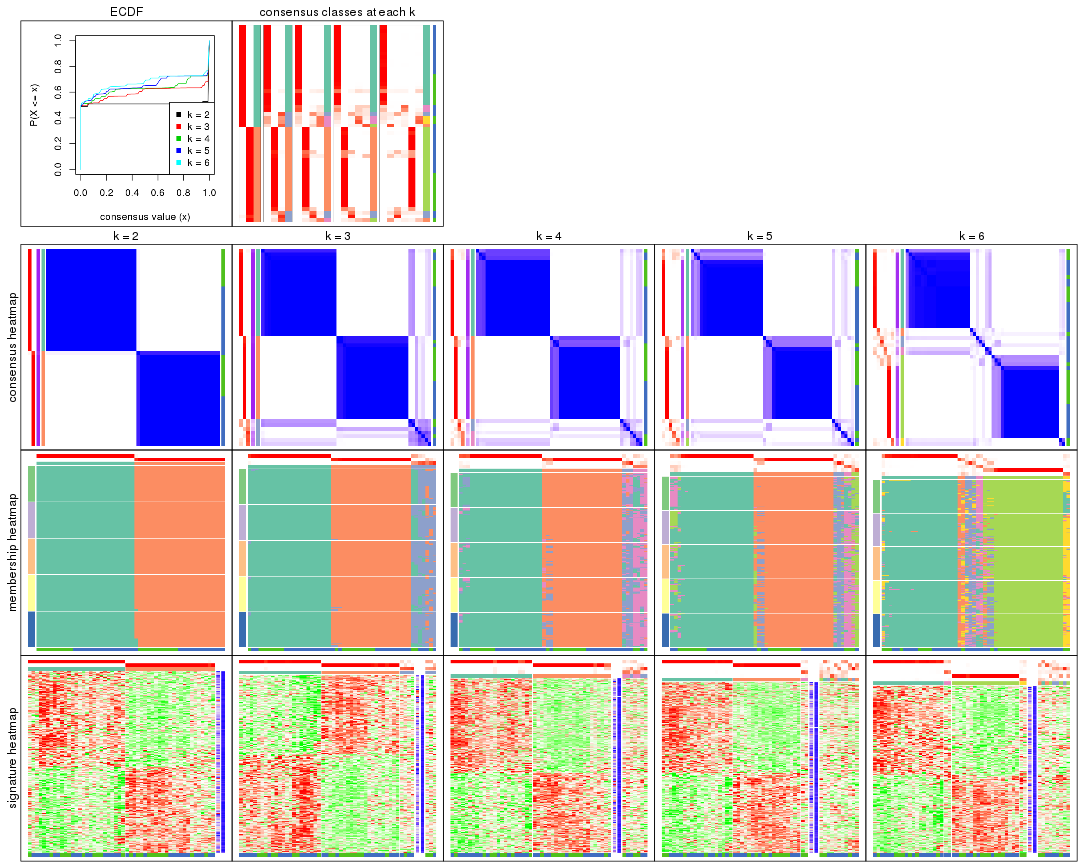 ECDF
consensus classes at each k
P(X <= x)
1.0
0.8
0.6
0.4
0.2
0.0
k = 2
k = 3
k = 4
k = 5
k = 6
0.0 0.2 0.4 0.6 0.8 1.0
consensus value (x)
k = 2
k = 3
k = 4
k = 5
k = 6
consensus heatmap
membership heatmap
signature heatmap